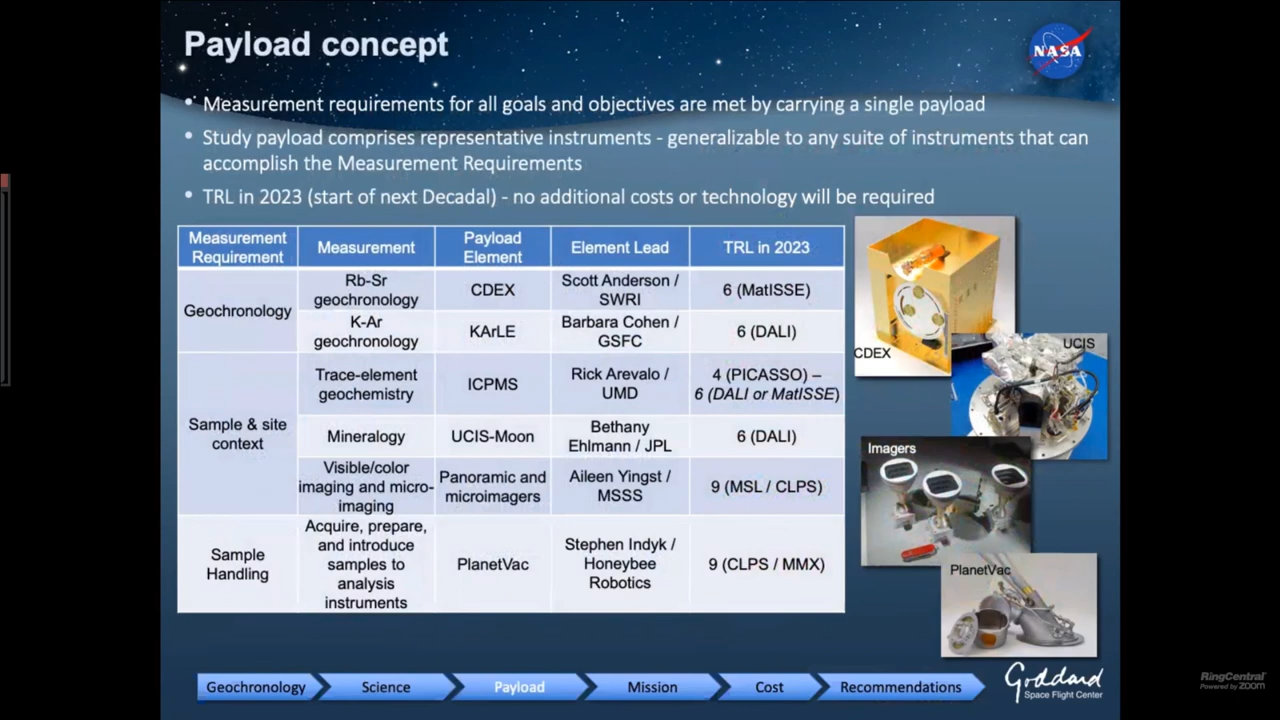 Payload concept
NASA
• Measurement requirements for all goals and objectives are met by carrying a single payload
• Study payload comprises representative instruments - generalizable to any suite of instruments that can
accomplish the Measurement Requirements
• TRL in 2023 (start of next Decadal) - no additional costs or technology will be required
Measurement
Requirement
Measurement
Payload
Element
Element Lead
TRL in 2023
Geochronology
Rb-Sr
geochronology
CDEX
Scott Anderson /
SWRI
6 (MatISSE)
K-Ar
geochronology
KArLE
Barbara Cohen /
GSFC
6 (DALI)
Sample & site
context
Trace-element
geochemistry
ICPMS
Rick Arevalo /
UMD
4 (PICASSO) –
6 (DALI or MatISSE)
Mineralogy
UCIS-Moon
Bethany
Ehlmann / JPL
6 (DALI)
Visible/color
imaging and micro-
imaging
Panoramic and
microimagers
Aileen Yingst /
MSSS
9 (MSL / CLPS)
Sample
Handling
Acquire, prepare,
and introduce
samples to
analysis
instruments
PlanetVac
Stephen Indyk /
Honeybee
Robotics
9 (CLPS / MMX)
CDEX
UCIS
Imagers
PlanetVac
Geochronology
Science
Payload
Mission
Cost
Recommendations
Goddard
Space Flight Center
RingCentral
Powered by zoom